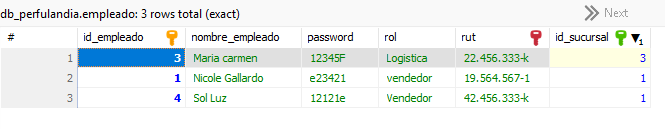 db_perfulandia.empleado: 3 rows total (exact) Next
# id_empleado nombre_empleado password rol rut id_sucursal 1
1 3 Maria carmen 12345F Logistica 22.456.333-k 3
2 1 Nicole Gallardo e23421 vendedor 19.564.567-1 1
3 4 Sol Luz 12121e Vendedor 42.456.333-k 1